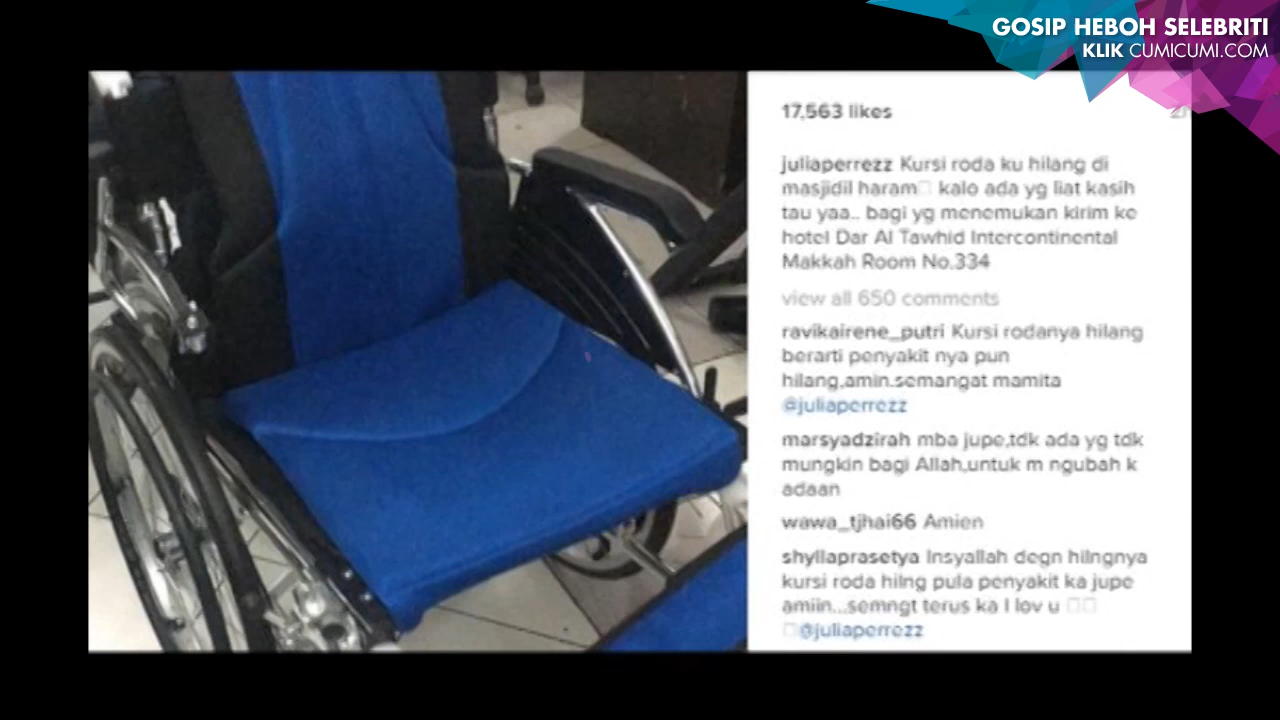 GOSIP HEBOH SELEBRITI
KLIK CUMICUMI.COM
17,563 likes
juliaperrezz Kursi roda ku hilang di
masjidil haram□ kalo ada yg liat kasih
tau yaa.. bagi yg menemukan kirim ke
hotel Dar Al Tawhid Intercontinental
Makkah Room No.334
view all 650 comments
ravikairene_putri Kursi rodanya hilang
berarti penyakit nya pun
hilang,amin.semangat mamita
@juliaperrezz
marsyadzirah mba jupe,tdk ada yg tdk
mungkin bagi Allah,untuk m ngubah k
adaan
wawa_tjhai66 Amien
shyllaprasetya Insyallah degn hilngnya
kursi roda hilng pula penyakit ka jupe
amiin...semngt terus ka I lov u □□
□@juliaperrezz